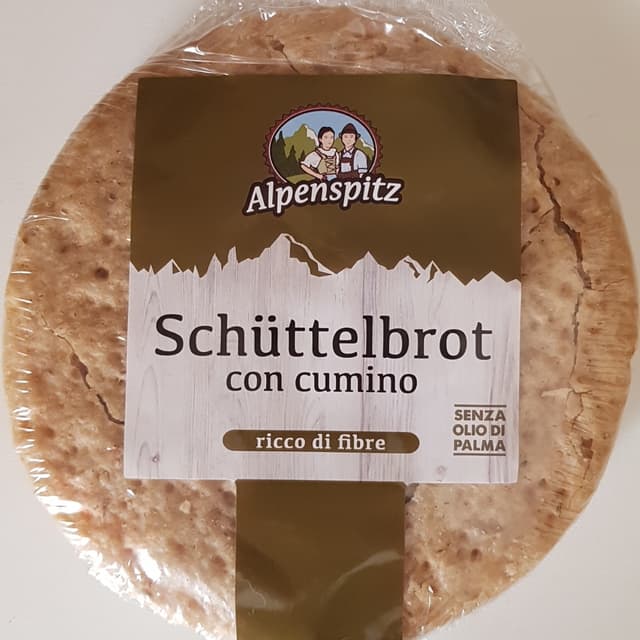 Alpenspitz
Schüttelbrot
con cumino
ricco di fibre
SENZA
OLIO DI
PALMA